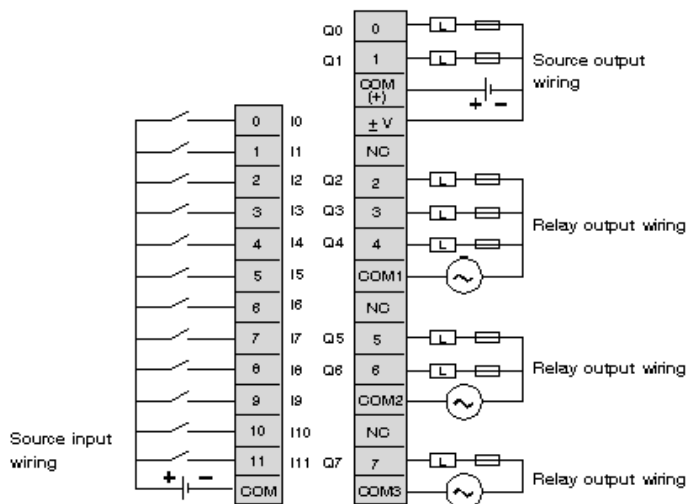 Q0 0 L
Q1 1 L
Source output
wiring
COM
(+)
+ −
± V
NC
Q2 2 L
Q3 3 L
Relay output wiring
Q4 4 L
COM1 ~
NC
Q5 5 L
Q6 6 L
Relay output wiring
COM2 ~
NC
Q7 7 L
Relay output wiring
COM3 ~
0 I0
1 I1
2 I2
3 I3
4 I4
5 I5
6 I6
7 I7
8 I8
9 I9
10 I10
11 I11
Source input
wiring
+ −
COM